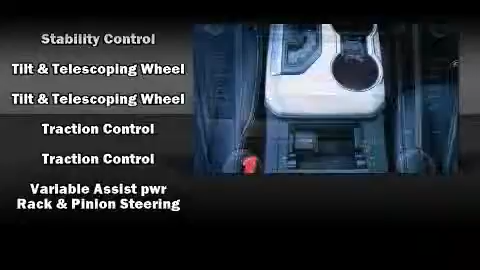 Stability Control
Tilt & Telescoping Wheel
Tilt & Telescoping Wheel
Traction Control
Traction Control
Variable Assist pwr
Rack & Pinion Steering